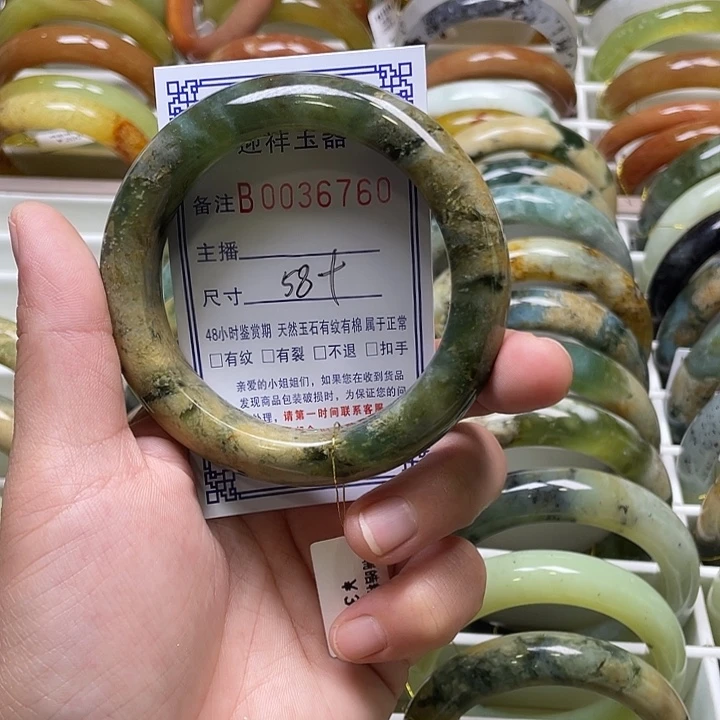 迎祥玉器
备注B0036760
主播
尺寸 58+
48小时鉴赏期 天然玉石有纹有棉 属于正常
□有纹 □有裂 □不退 □扣手
亲爱的小姐姐们，如果您在收到货品
发现商品包装破损时，为保证您的问
处理，请第一时间联系客服